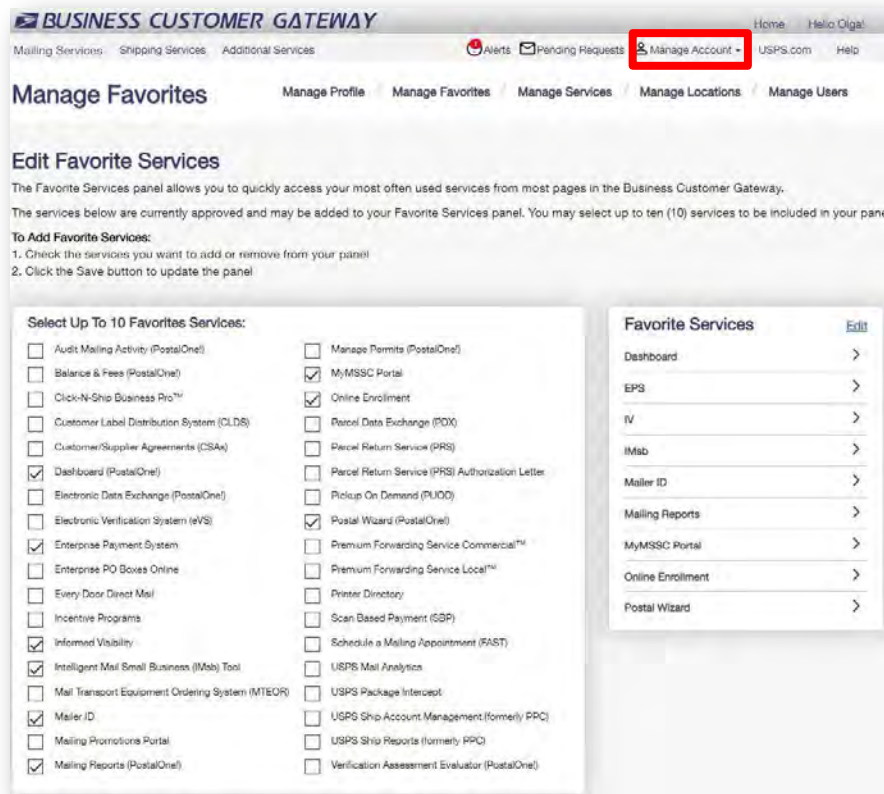 BUSINESS CUSTOMER GATEWAY
Home Hello Olga!
Mailing Services Shipping Services Additional Services Alerts Pending Requests Manage Account USPS.com Help
Manage Favorites Manage Profile / Manage Favorites / Manage Services / Manage Locations / Manage Users
Edit Favorite Services
The Favorite Services panel allows you to quickly access your most often used services from most pages in the Business Customer Gateway.
The services below are currently approved and may be added to your Favorite Services panel. You may select up to ten (10) services to be included in your pane
To Add Favorite Services:
1. Check the services you want to add or remove from your panel
2. Click the Save button to update the panel
Select Up To 10 Favorites Services:
Audit Mailing Activity (PostalOne!)
Balance & Fees (PostalOne!)
Click-N-Ship Business Pro™
Customer Label Distribution System (CLDS)
Customer/Supplier Agreements (CSAs)
Dashboard (PostalOne!)
Electronic Data Exchange (PostalOne!)
Electronic Verification System (eVS)
Enterprise Payment System
Enterprise PO Boxes Online
Every Door Direct Mail
Incentive Programs
Informed Visibility
Intelligent Mail Small Business (IMsb) Tool
Mail Transport Equipment Ordering System (MTEOR)
Mailer ID
Mailing Promotions Portal
Mailing Reports (PostalOne!)
Manage Permits (PostalOne!)
MyMSSC Portal
Online Enrollment
Parcel Data Exchange (PDX)
Parcel Return Service (PRS)
Parcel Return Service (PRS) Authorization Letter
Pickup On Demand (PUOD)
Postal Wizard (PostalOne!)
Premium Forwarding Service Commercial™
Premium Forwarding Service Local™
Printer Directory
Scan Based Payment (SBP)
Schedule a Mailing Appointment (FAST)
USPS Mail Analytics
USPS Package Intercept
USPS Ship Account Management (formerly PPC)
USPS Ship Reports (formerly PPC)
Verification Assessment Evaluator (PostalOne!)
Favorite Services Edit
Dashboard
EPS
IV
IMsb
Mailer ID
Mailing Reports
MyMSSC Portal
Online Enrollment
Postal Wizard